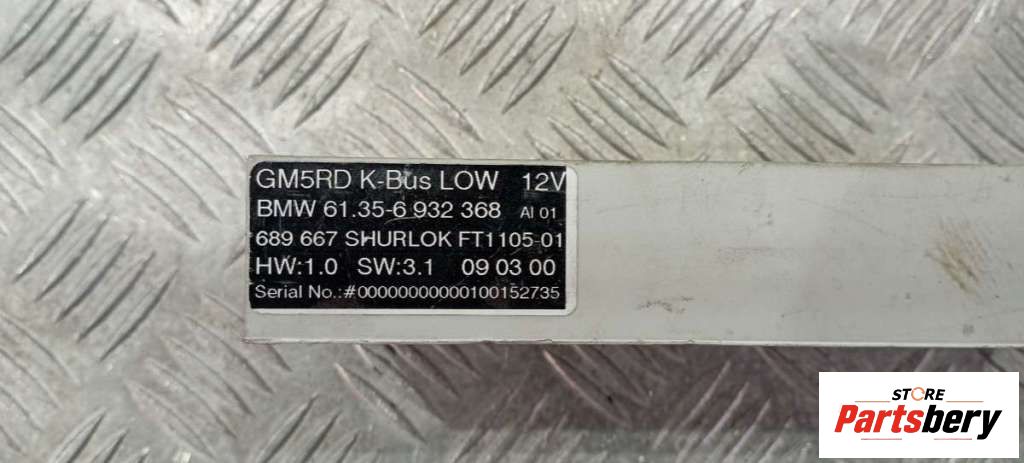 GM5RD K-Bus LOW 12V
BMW 61.35-6 932 368 AI 01
689 667 SHURLOK FT1105-01
HW:1.0 SW:3.1 09 03 00
Serial No.:#00000000000100152735
STORE
Partsbery